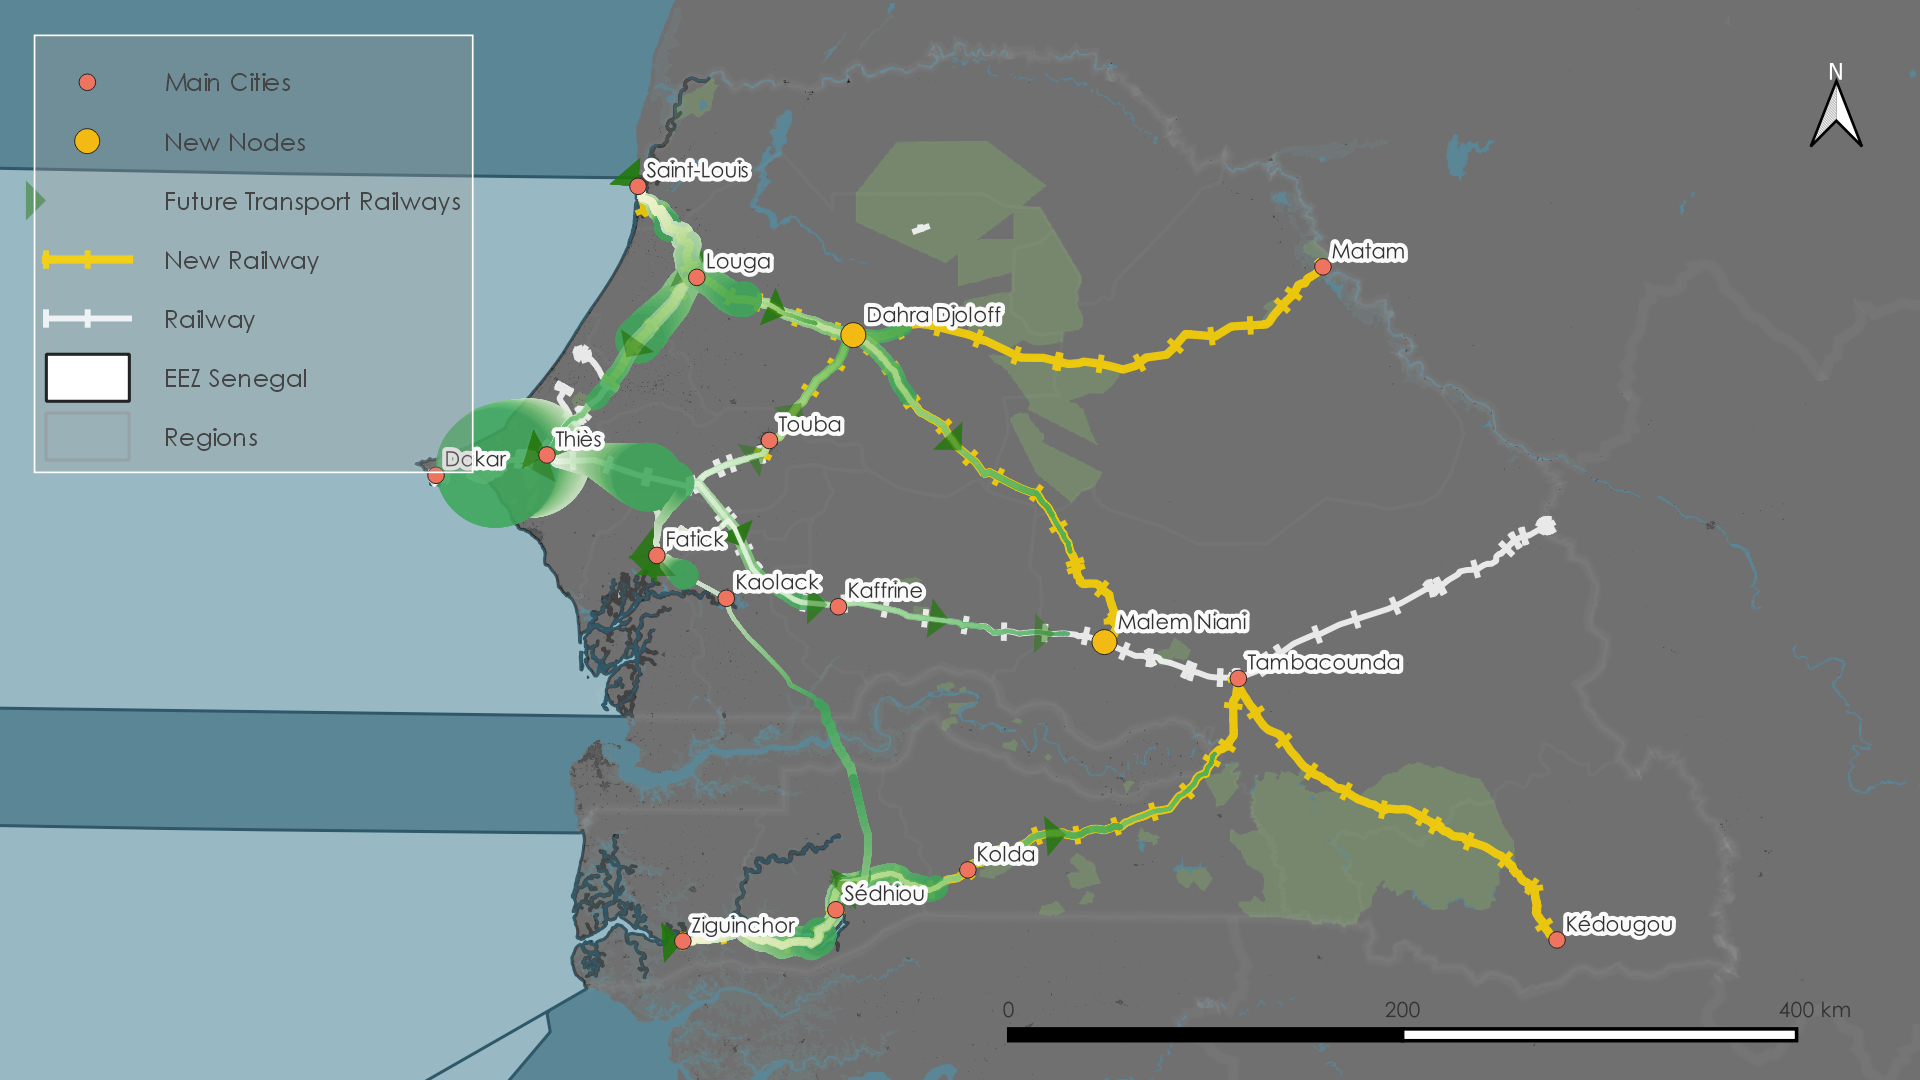 Main Cities
New Nodes
Future Transport Railways
New Railway
Railway
EEZ Senegal
Regions
N
Saint-Louis
Louga
Matam
Dahra Djoloff
Touba
Thiès
Dakar
Fatick
Kaolack
Kaffrine
Malem Niani
Tambacounda
Kolda
Sédhiou
Ziguinchor
Kédougou
0 200 400 km